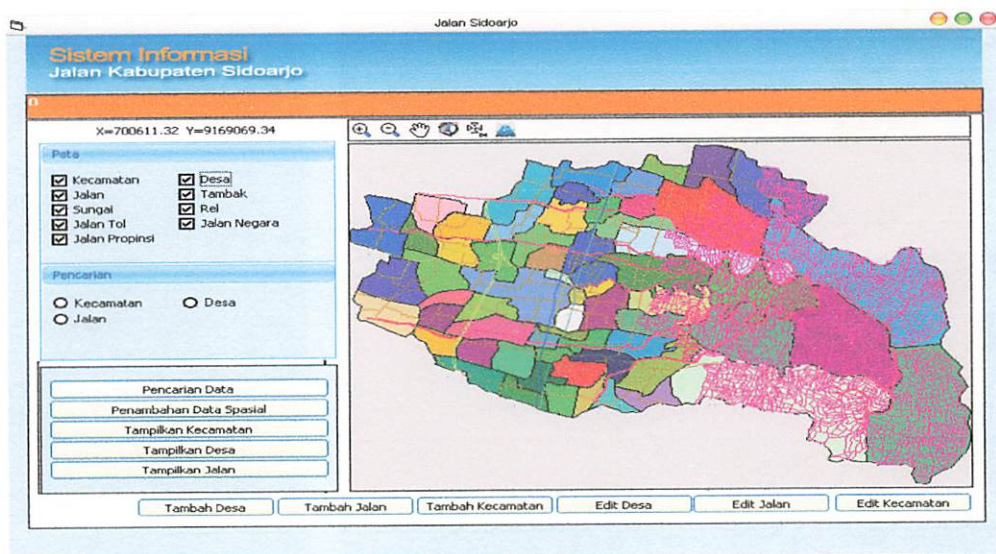 Jalan Sidoarjo
Sistem Informasi
Jalan Kabupaten Sidoarjo
X=700611.32 Y=9169069.34
Peta
Kecamatan Desa
Jalan Tambak
Sungai Rel
Jalan Tol Jalan Negara
Jalan Propinsi
Pencarian
Kecamatan Desa
Jalan
Pencarian Data
Penambahan Data Spasial
Tampilkan Kecamatan
Tampilkan Desa
Tampilkan Jalan
Tambah Desa Tambah Jalan Tambah Kecamatan Edit Desa Edit Jalan Edit Kecamatan